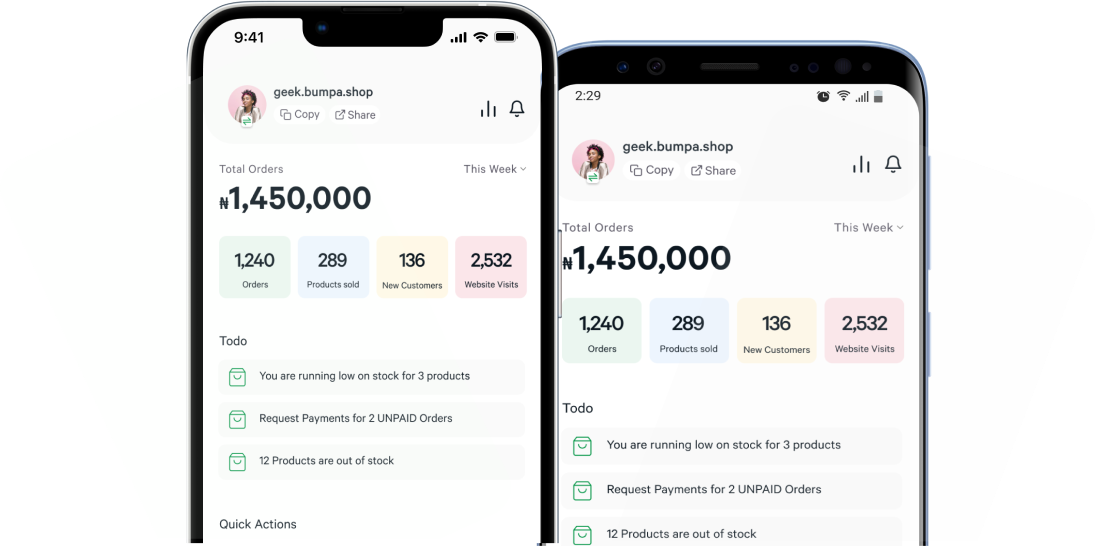 9:41
geek.bumpa.shop
Copy Share
Total Orders This Week
₦1,450,000
1,240 289 136 2,532
Orders Products sold New Customers Website Visits
Todo
You are running low on stock for 3 products
Request Payments for 2 UNPAID Orders
12 Products are out of stock
Quick Actions
2:29
geek.bumpa.shop
Copy Share
Total Orders This Week
₦1,450,000
1,240 289 136 2,532
Orders Products sold New Customers Website Visits
Todo
You are running low on stock for 3 products
Request Payments for 2 UNPAID Orders
12 Products are out of stock